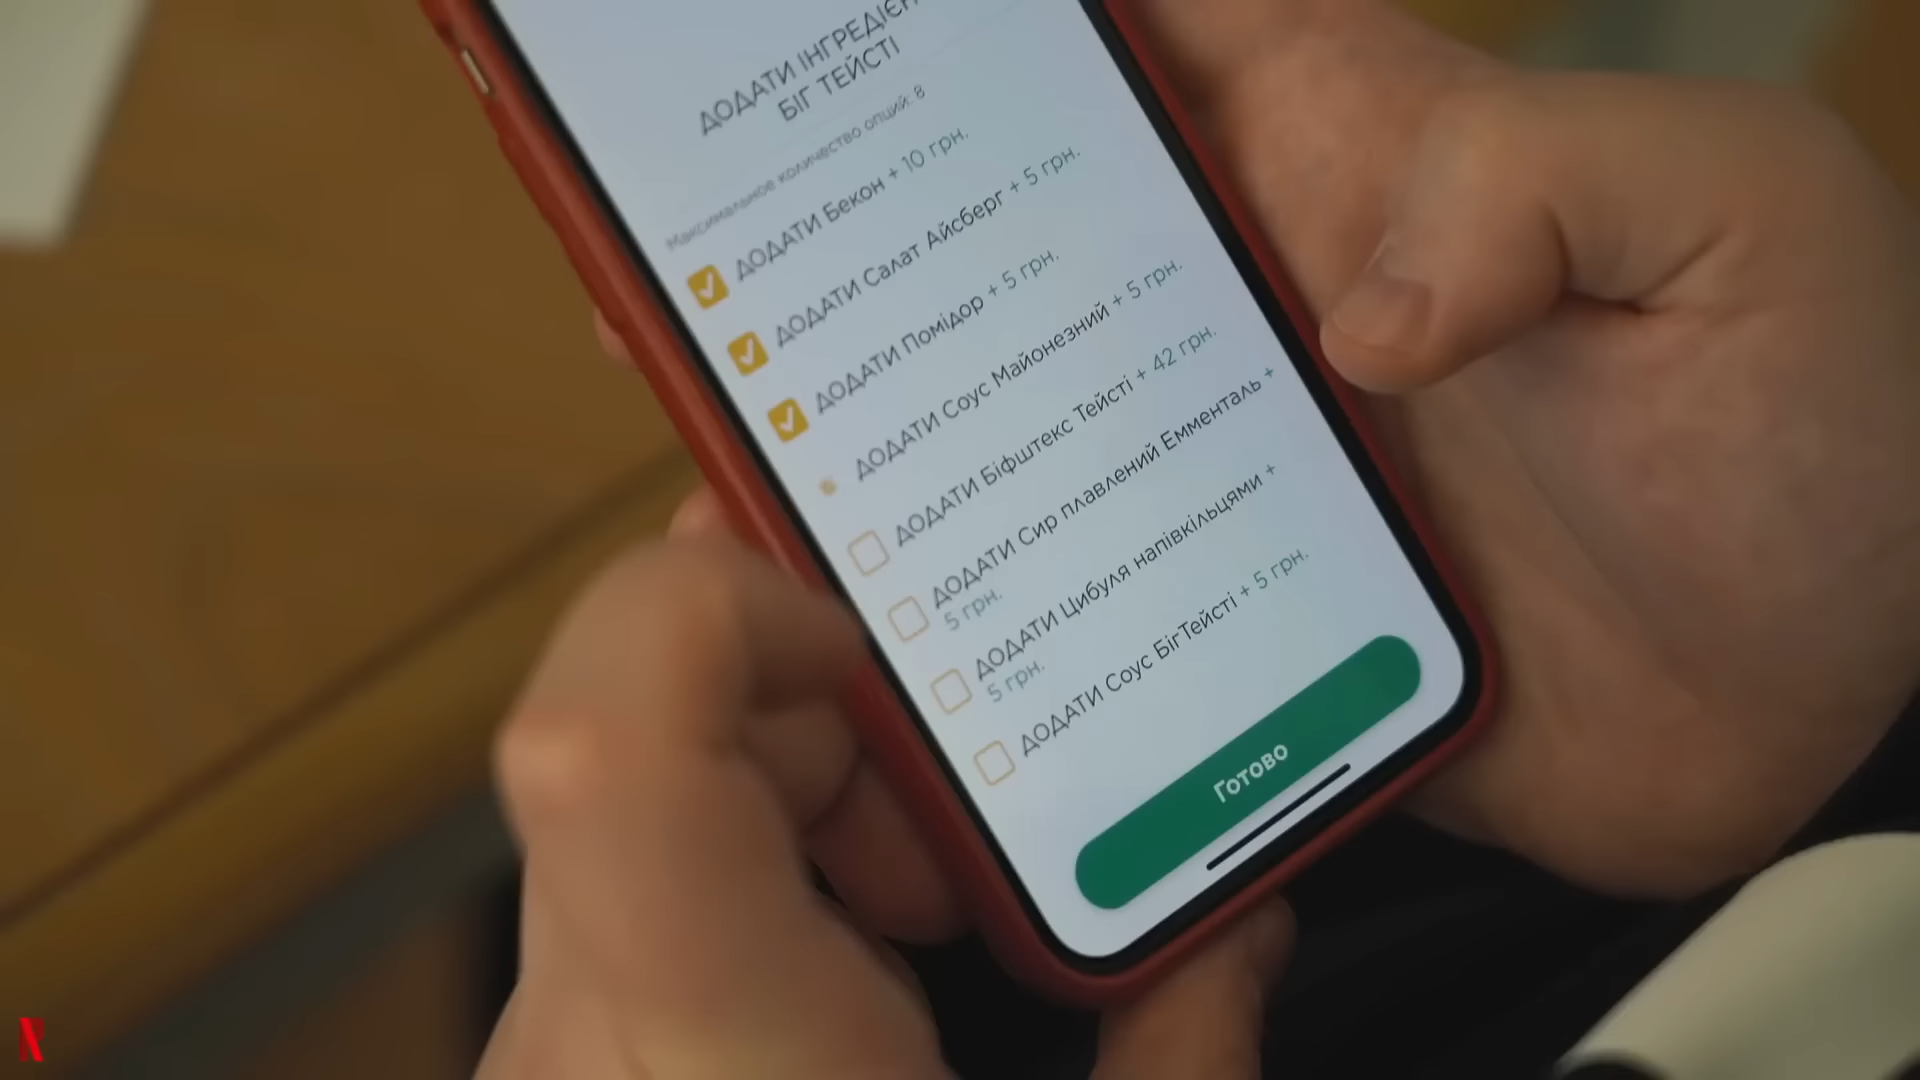 ДОДАТИ ІНГРЕДІЄН
БІГ ТЕЙСТІ
Максимальное количество опций: 8
ДОДАТИ Бекон + 10 грн.
ДОДАТИ Салат Айсберг + 5 грн.
ДОДАТИ Помідор + 5 грн.
ДОДАТИ Соус Майонезний + 5 грн.
ДОДАТИ Біфштекс Тейсті + 42 грн.
ДОДАТИ Сир плавлений Емменталь +
5 грн.
ДОДАТИ Цибуля напівкільцями +
5 грн.
ДОДАТИ Соус БігТейсті + 5 грн.
Готово
N